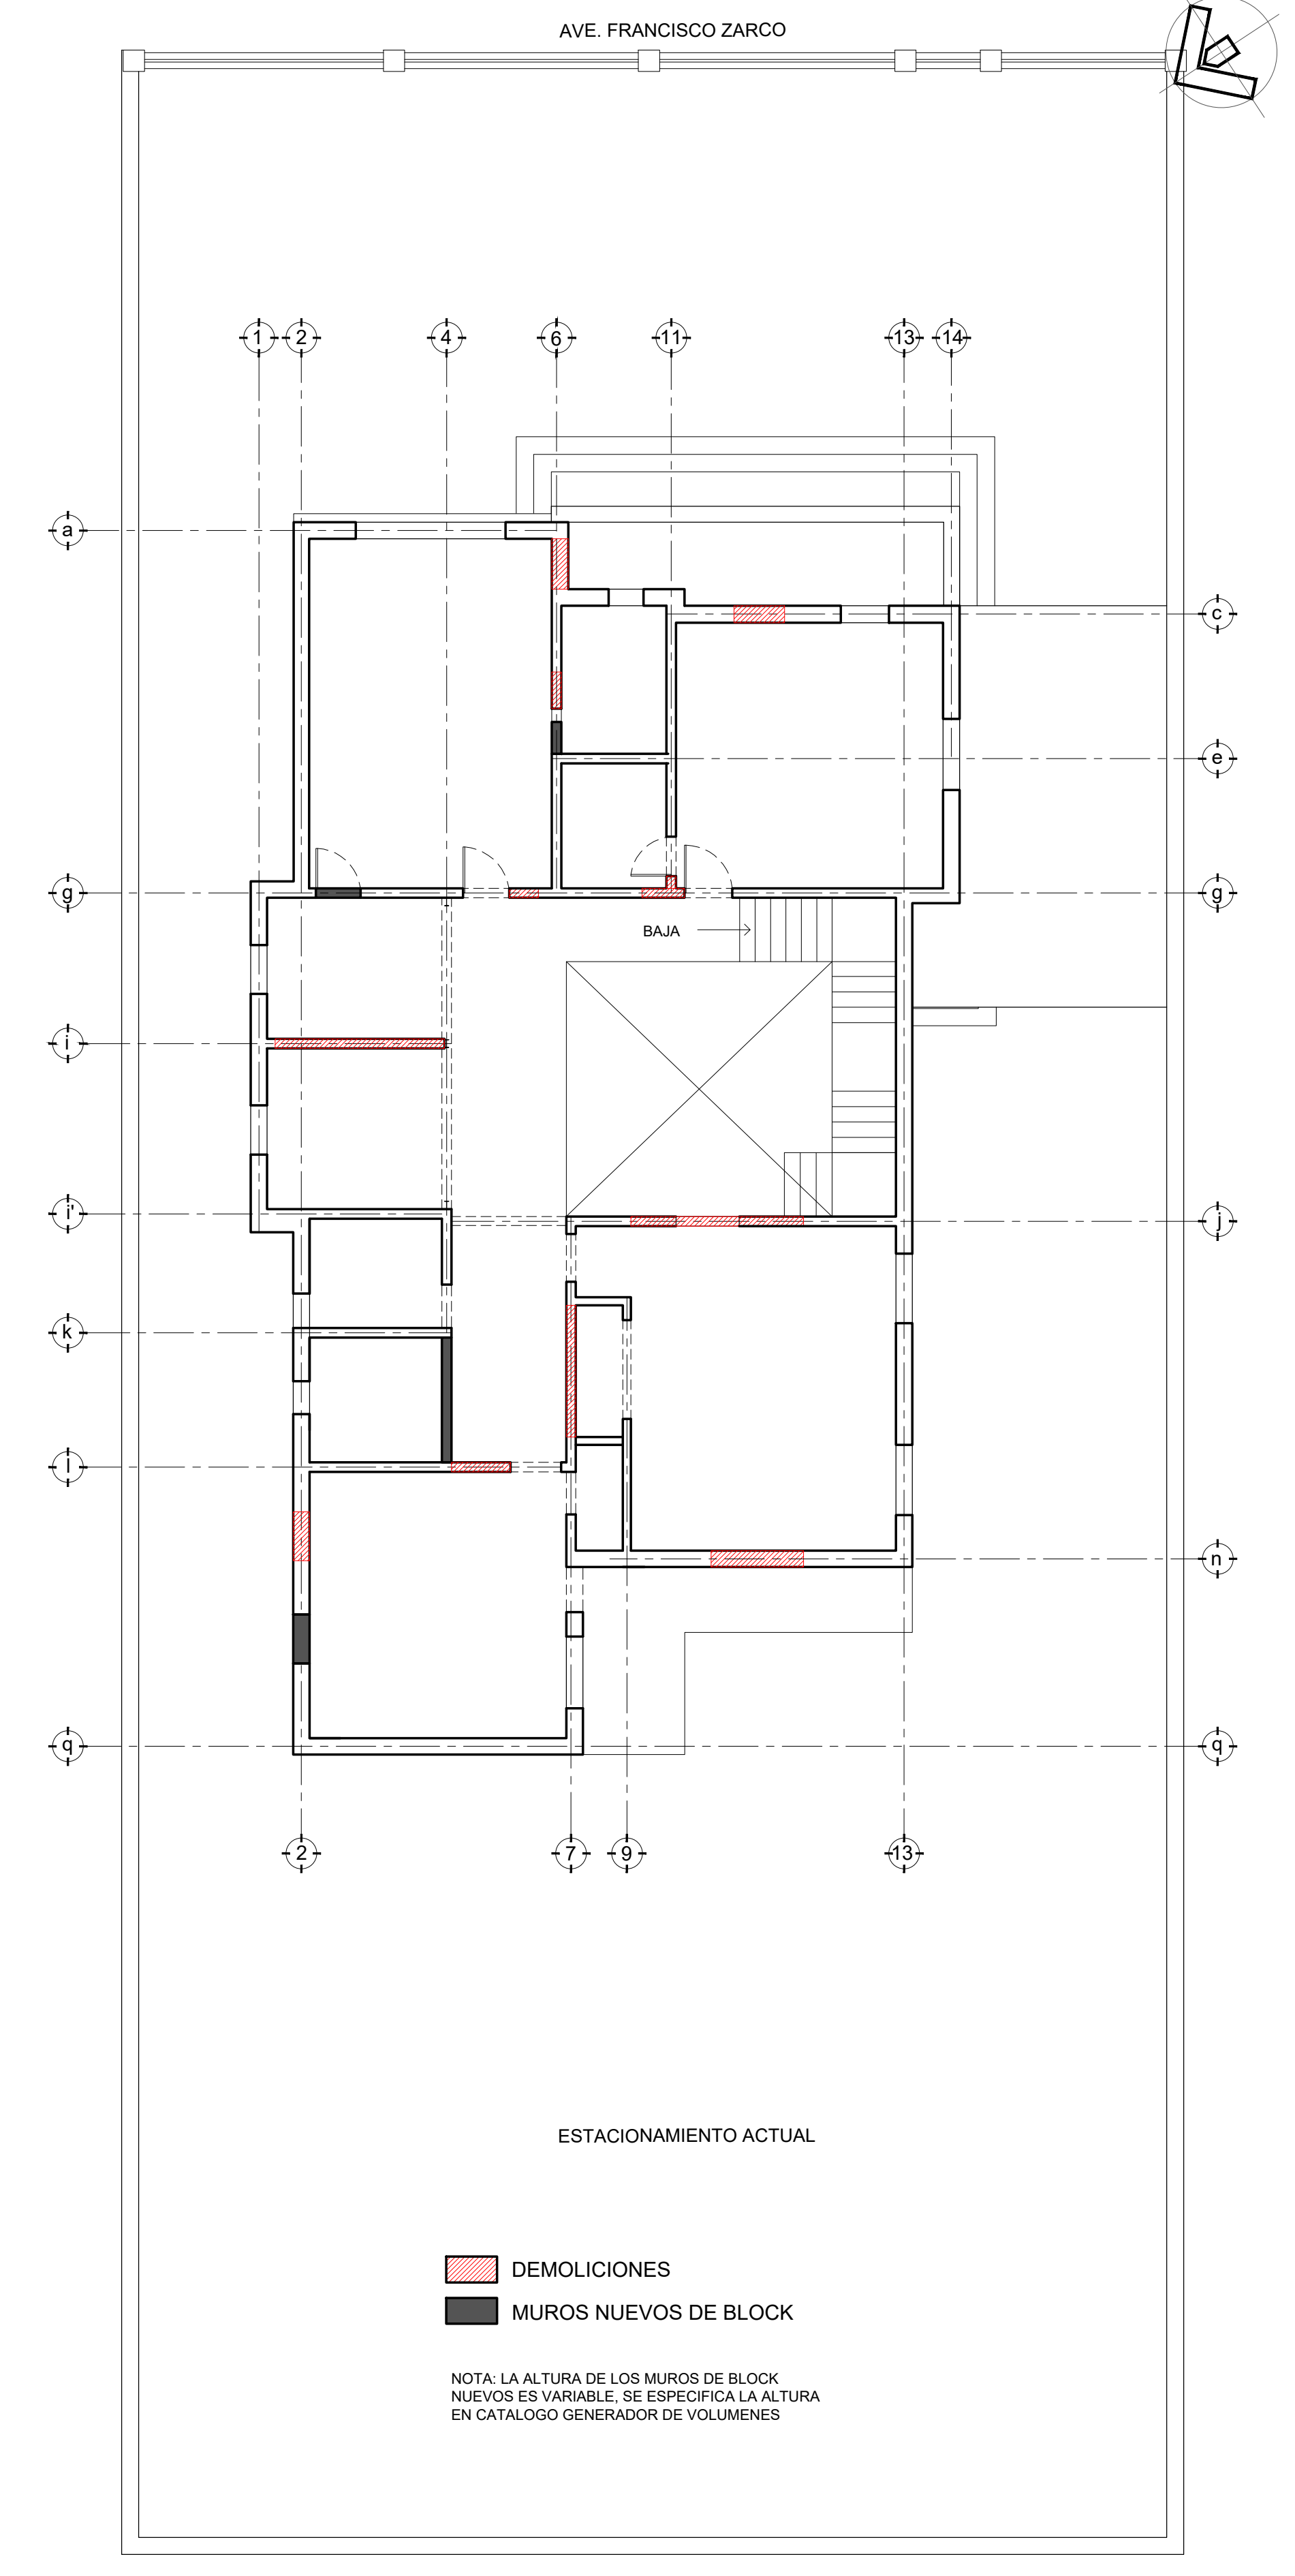 AVE. FRANCISCO ZARCO
1 2 4 6 11 13 14
a
c
e
g g
BAJA
i
i' j
k
l
n
q q
2 7 9 13
ESTACIONAMIENTO ACTUAL
DEMOLICIONES
MUROS NUEVOS DE BLOCK
NOTA: LA ALTURA DE LOS MUROS DE BLOCK
NUEVOS ES VARIABLE, SE ESPECIFICA LA ALTURA
EN CATALOGO GENERADOR DE VOLUMENES